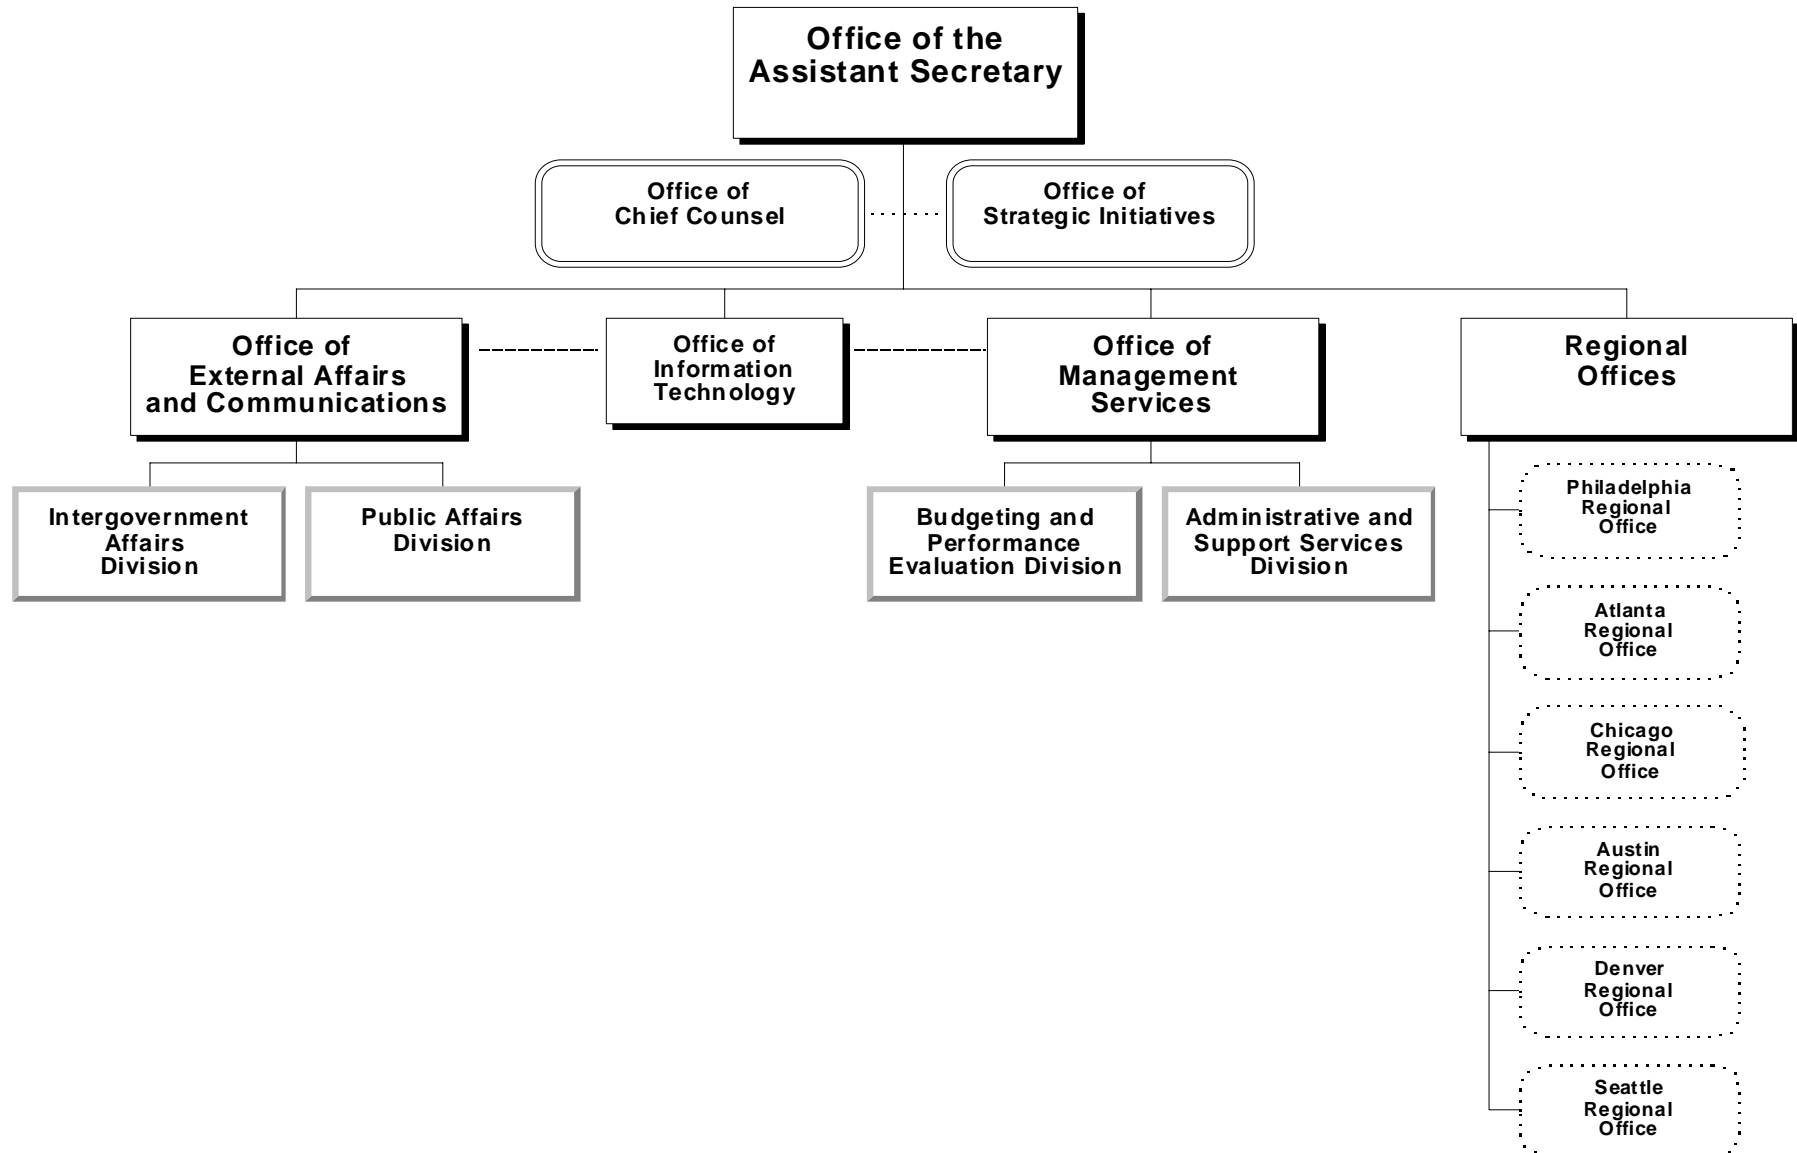 Office of the
Assistant Secretary
Office of
Chief Counsel
Office of
Strategic Initiatives
Office of
External Affairs
and Communications
Office of
Information
Technology
Office of
Management
Services
Regional
Offices
Intergovernment
Affairs
Division
Public Affairs
Division
Budgeting and
Performance
Evaluation Division
Administrative and
Support Services
Division
Philadelphia
Regional
Office
Atlanta
Regional
Office
Chicago
Regional
Office
Austin
Regional
Office
Denver
Regional
Office
Seattle
Regional
Office